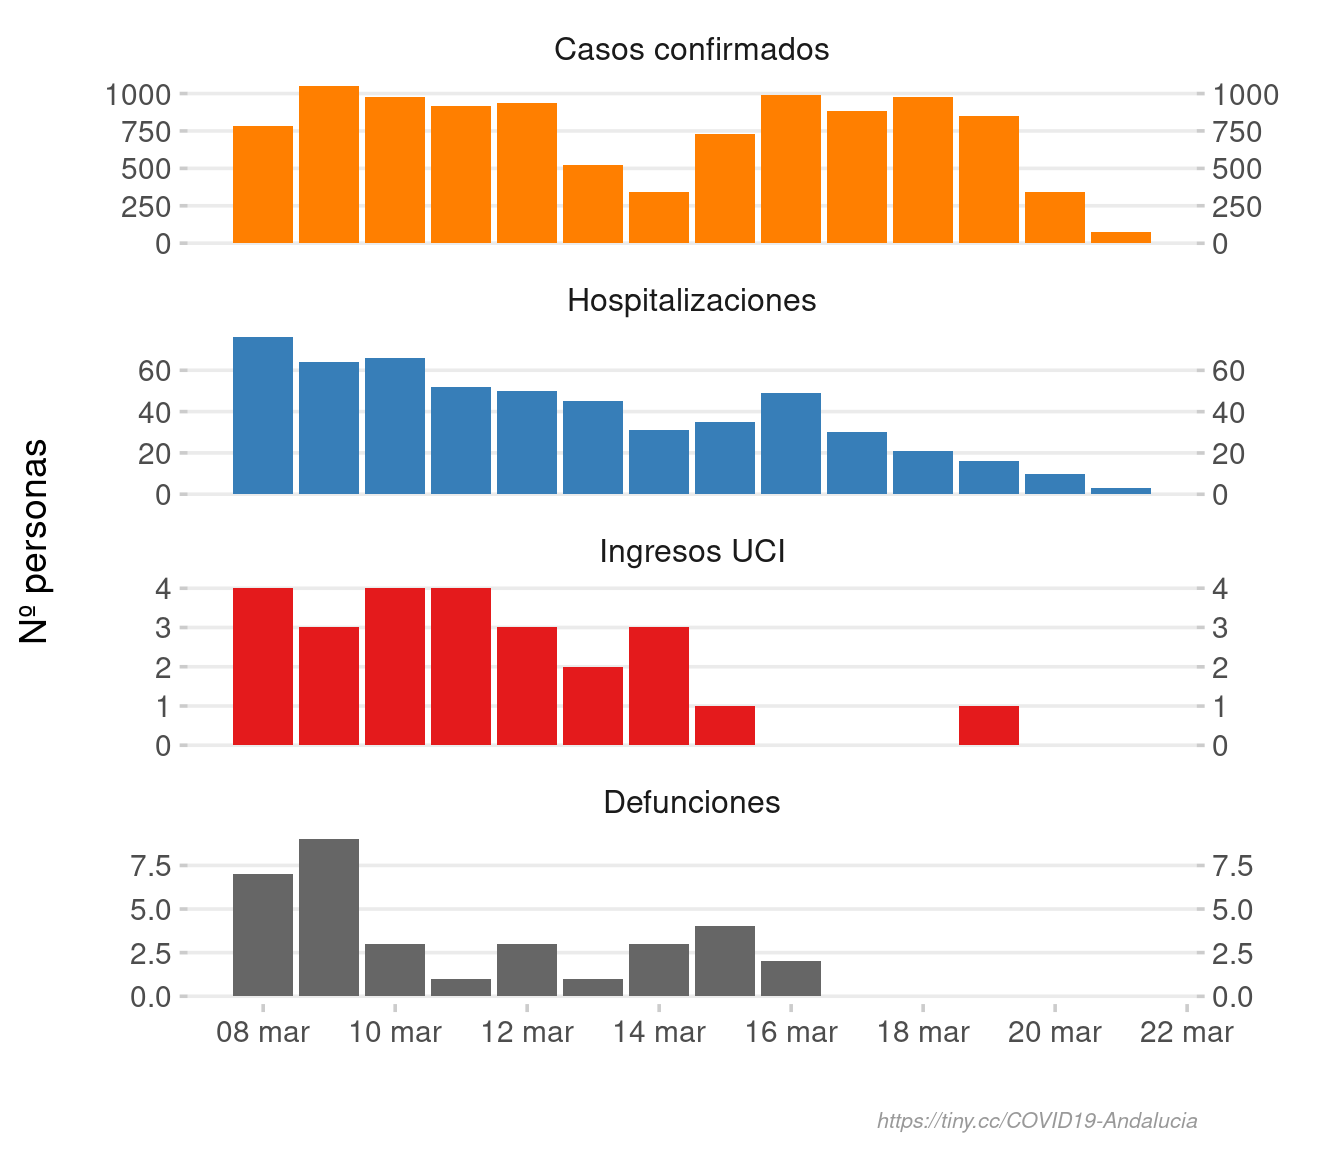 Casos confirmados
1000 1000
750 750
500 500
250 250
0 0
Hospitalizaciones
60 60
40 40
20 20
0 0
Nº personas
Ingresos UCI
4 4
3 3
2 2
1 1
0 0
Defunciones
7.5 7.5
5.0 5.0
2.5 2.5
0.0 0.0
08 mar 10 mar 12 mar 14 mar 16 mar 18 mar 20 mar 22 mar
https://tiny.cc/COVID19-Andalucia